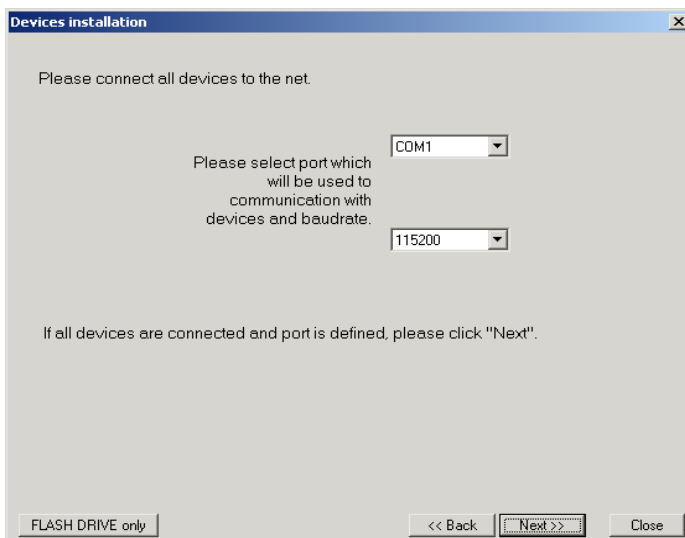 Devices installation
Please connect all devices to the net.
COM1
Please select port which
will be used to
communication with
devices and baudrate.
115200
If all devices are connected and port is defined, please click "Next".
FLASH DRIVE only
<< Back
Next >>
Close